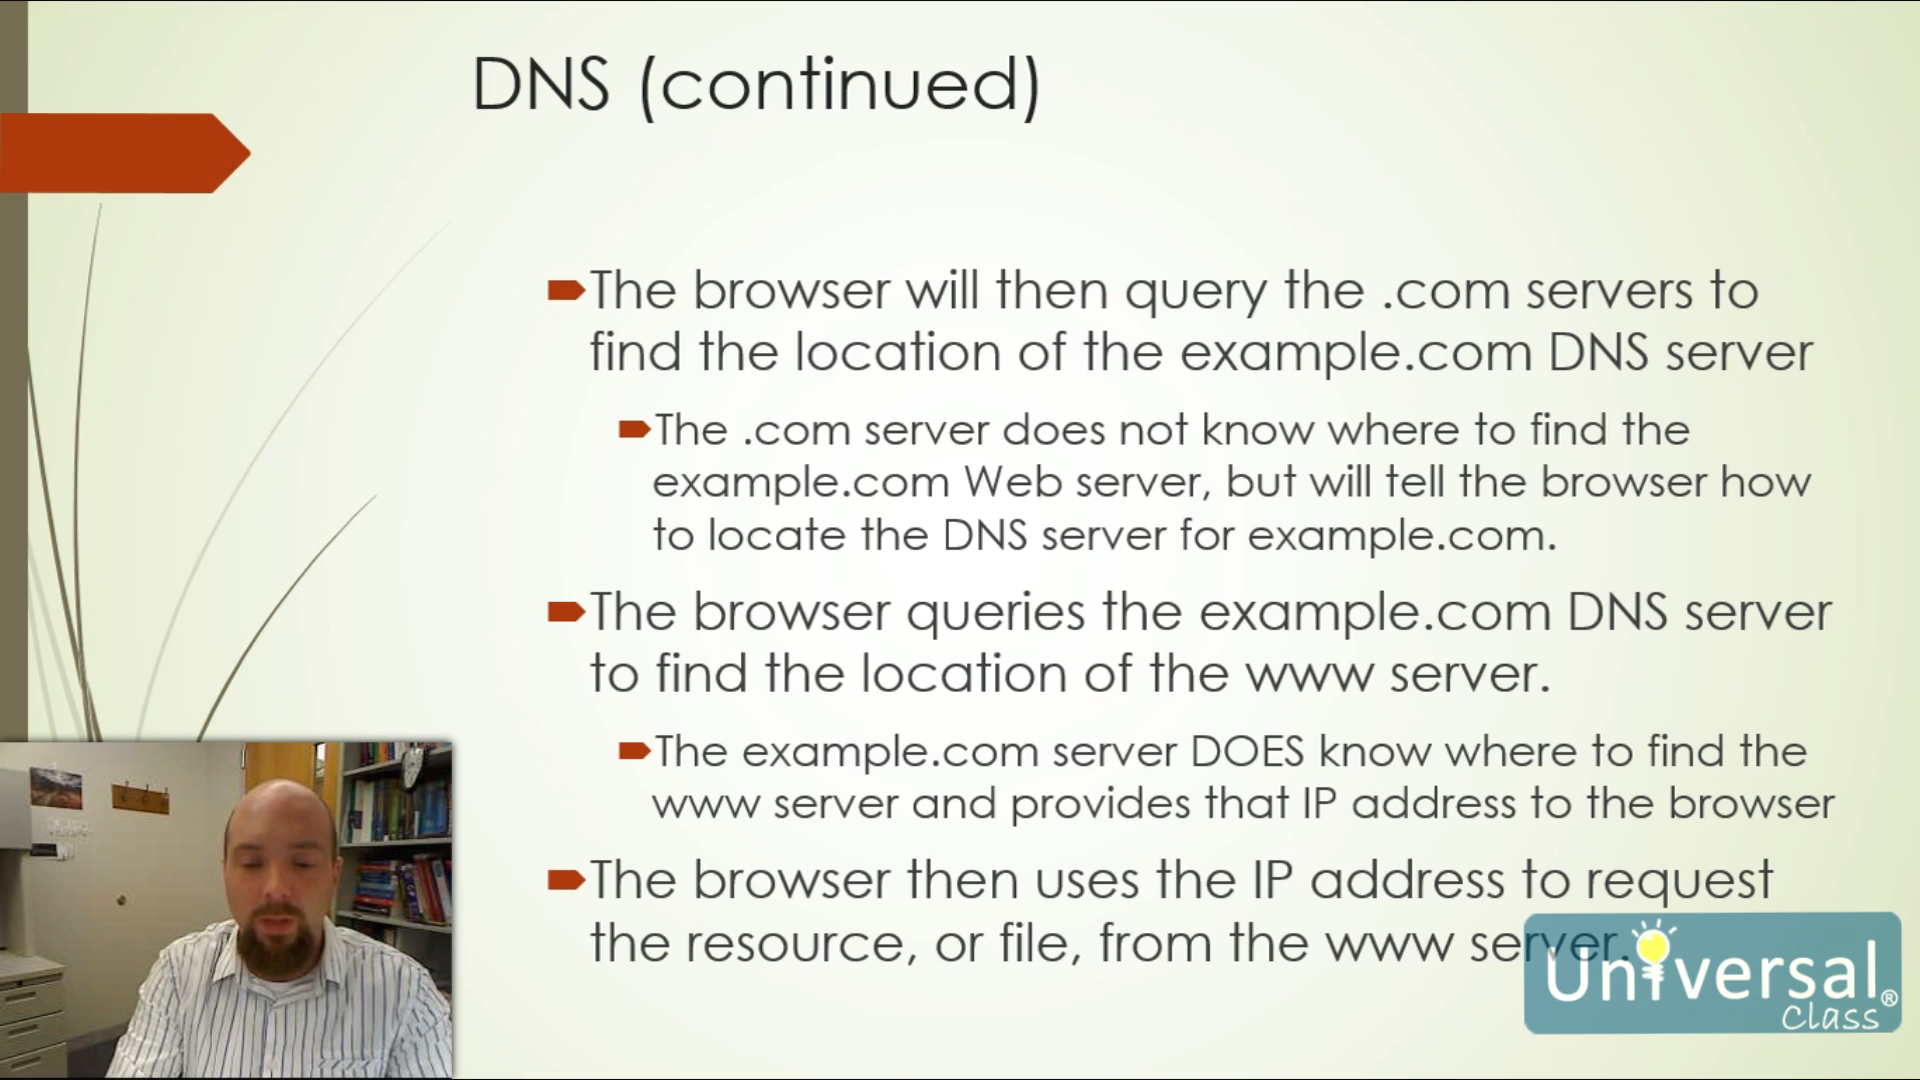 DNS (continued)
The browser will then query the .com servers to
find the location of the example.com DNS server
The .com server does not know where to find the
example.com Web server, but will tell the browser how
to locate the DNS server for example.com.
The browser queries the example.com DNS server
to find the location of the www server.
The example.com server DOES know where to find the
www server and provides that IP address to the browser
The browser then uses the IP address to request
the resource, or file, from the www server.
Universal®
Class